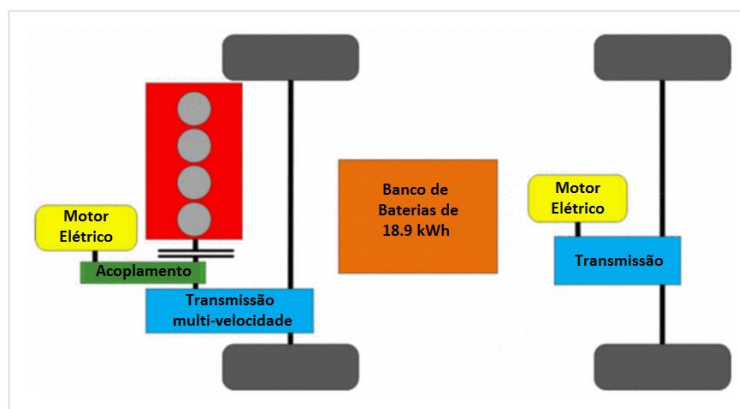 Motor
Elétrico
Acoplamento
Transmissão
multi-velocidade
Banco de
Baterias de
18.9 kWh
Motor
Elétrico
Transmissão